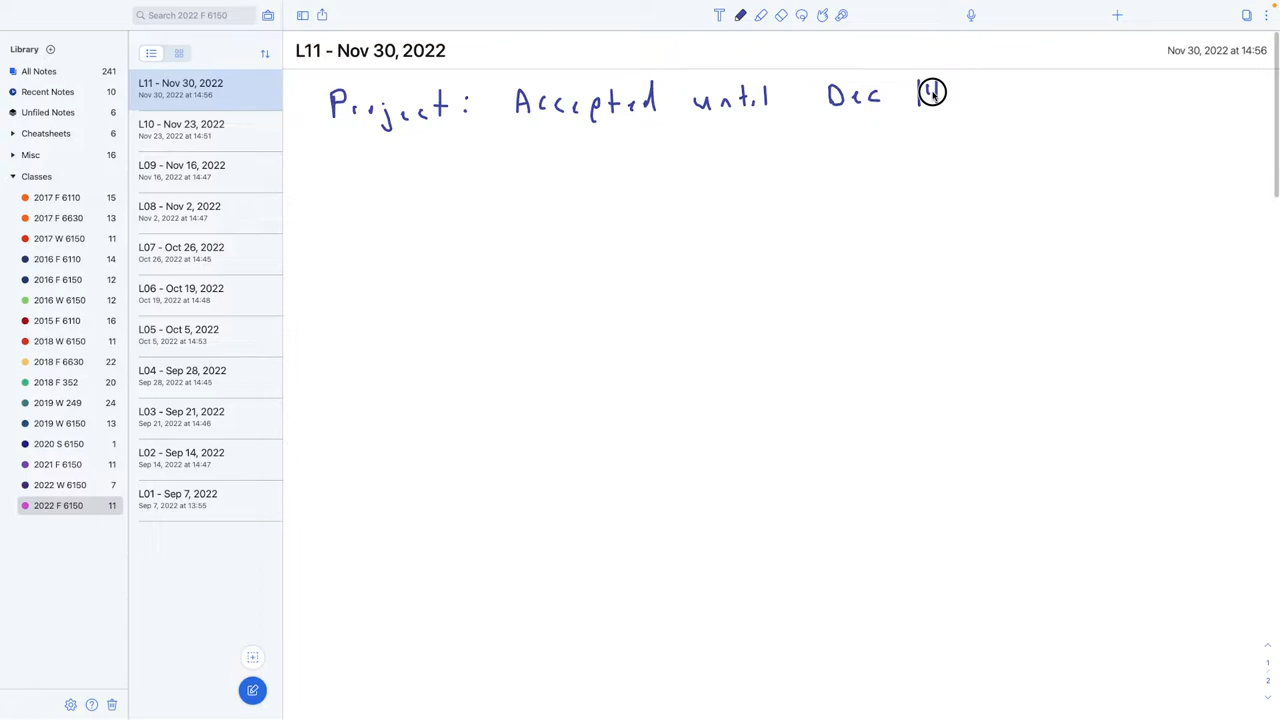 Search 2022 F 6150
Library
All Notes 241
Recent Notes 10
Unfiled Notes 6
Cheatsheets 6
Misc 16
Classes
2017 F 6110 15
2017 F 6630 13
2017 W 6150 11
2016 F 6110 14
2016 F 6150 12
2016 W 6150 12
2015 F 6110 16
2018 W 6150 11
2018 F 6630 22
2018 F 352 20
2019 W 249 24
2019 W 6150 13
2020 S 6150 1
2021 F 6150 11
2022 W 6150 7
2022 F 6150 11
L11 - Nov 30, 2022
Nov 30, 2022 at 14:56
L10 - Nov 23, 2022
Nov 23, 2022 at 14:51
L09 - Nov 16, 2022
Nov 16, 2022 at 14:47
L08 - Nov 2, 2022
Nov 2, 2022 at 14:47
L07 - Oct 26, 2022
Oct 26, 2022 at 14:45
L06 - Oct 19, 2022
Oct 19, 2022 at 14:48
L05 - Oct 5, 2022
Oct 5, 2022 at 14:53
L04 - Sep 28, 2022
Sep 28, 2022 at 14:45
L03 - Sep 21, 2022
Sep 21, 2022 at 14:46
L02 - Sep 14, 2022
Sep 14, 2022 at 14:47
L01 - Sep 7, 2022
Sep 7, 2022 at 13:55
L11 - Nov 30, 2022
Nov 30, 2022 at 14:56
Project: Accepted until Dec
1
2